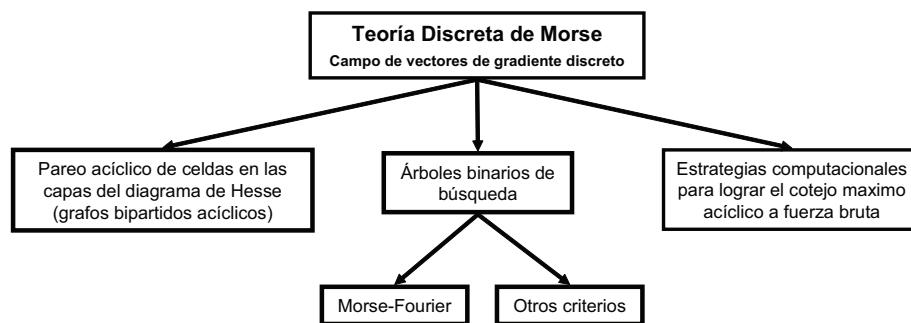 Teoría Discreta de Morse
Campo de vectores de gradiente discreto
Pareo acíclico de celdas en las
capas del diagrama de Hesse
(grafos bipartidos acíclicos)
Árboles binarios de
búsqueda
Estrategias computacionales
para lograr el cotejo maximo
acíclico a fuerza bruta
Morse-Fourier
Otros criterios